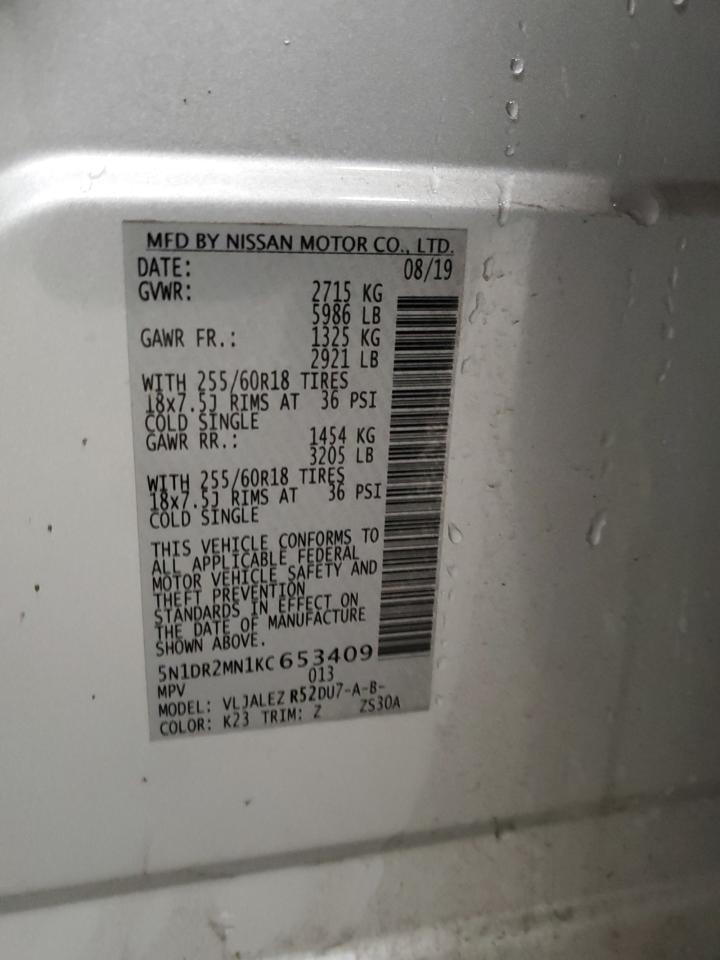 MFD BY NISSAN MOTOR CO., LTD.
DATE: 08/19
GVWR: 2715 KG
5986 LB
GAWR FR.: 1325 KG
2921 LB
WITH 255/60R18 TIRES
18x7.5J RIMS AT 36 PSI
COLD SINGLE
GAWR RR.: 1454 KG
3205 LB
WITH 255/60R18 TIRES
18x7.5J RIMS AT 36 PSI
COLD SINGLE
THIS VEHICLE CONFORMS TO
ALL APPLICABLE FEDERAL
MOTOR VEHICLE SAFETY AND
THEFT PREVENTION
STANDARDS IN EFFECT ON
THE DATE OF MANUFACTURE
SHOWN ABOVE.
5N1DR2MN1KC653409
MPV 013
MODEL: VLJALEZ R52DU7-A-B-
COLOR: K23 TRIM: Z ZS30A